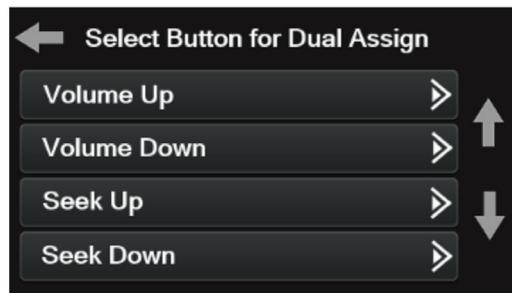 Select Button for Dual Assign
Volume Up
Volume Down
Seek Up
Seek Down